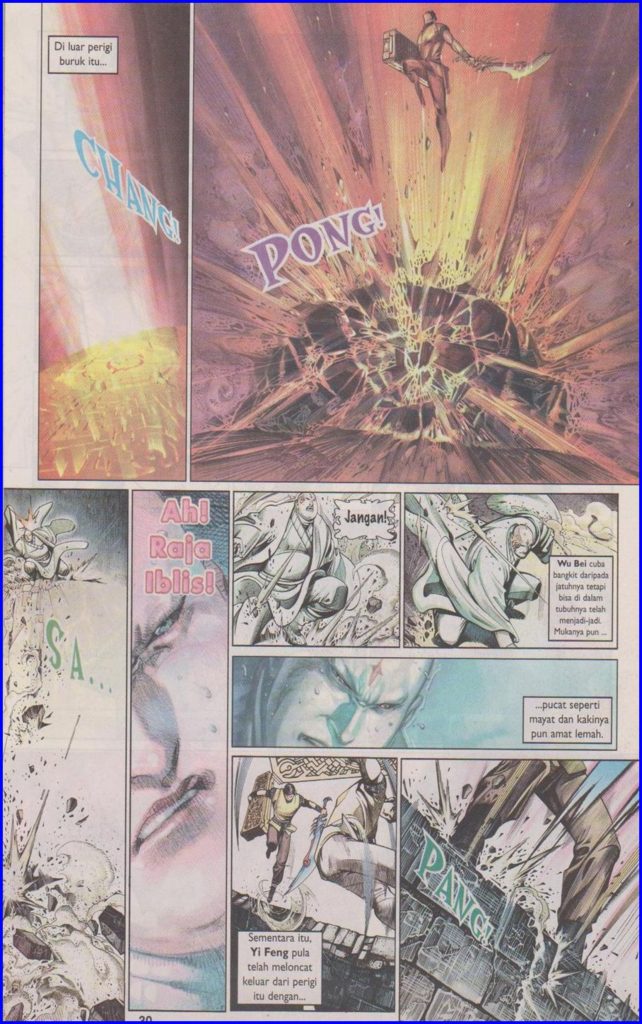 Di luar perigi
buruk itu...
CHANG!
PONG!
SA...
Ah!
Raja
Iblis!
Jangan!
Wu Bei cuba
bangkit daripada
jatuhnya tetapi
bisa di dalam
tubuhnya telah
menjadi-jadi.
Mukanya pun ...
...pucat seperti
mayat dan kakinya
pun amat lemah.
Sementara itu,
Yi Feng pula
telah meloncat
keluar dari perigi
itu dengan...
PANG!